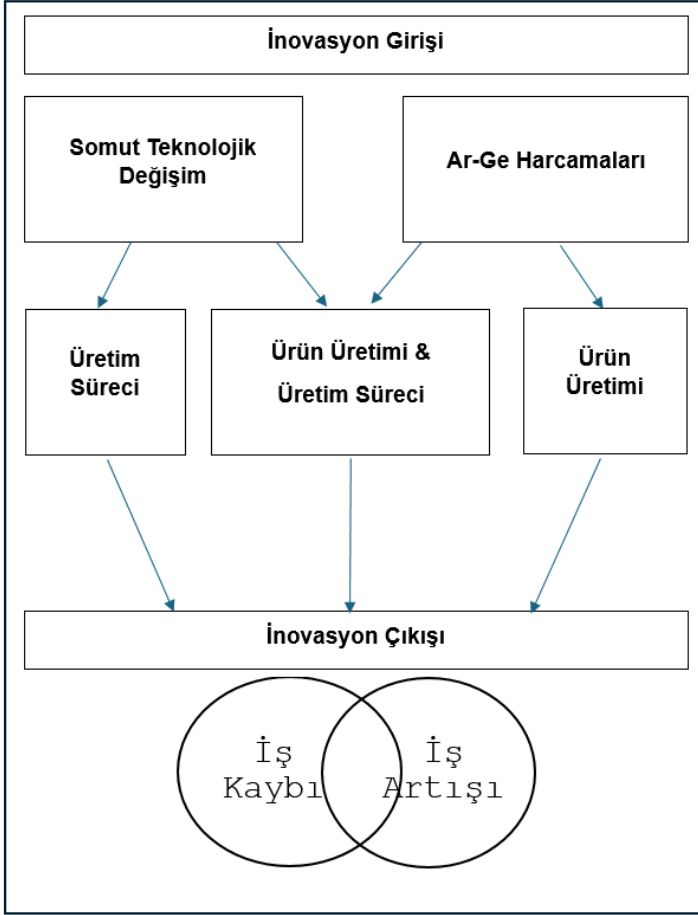 İnovasyon Girişi
Somut Teknolojik
Değişim
Ar-Ge Harcamaları
Üretim
Süreci
Ürün Üretimi &
Üretim Süreci
Ürün
Üretimi
İnovasyon Çıkışı
İş
Kaybı
İş
Artışı